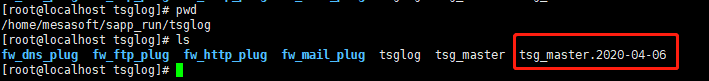 [root@localhost tsglog]# pwd
/home/mesasoft/sapp_run/tsglog
[root@localhost tsglog]# ls
fw_dns_plug  fw_ftp_plug  fw_http_plug  fw_mail_plug  tsglog  tsg_master  tsg_master.2020-04-06
[root@localhost tsglog]#